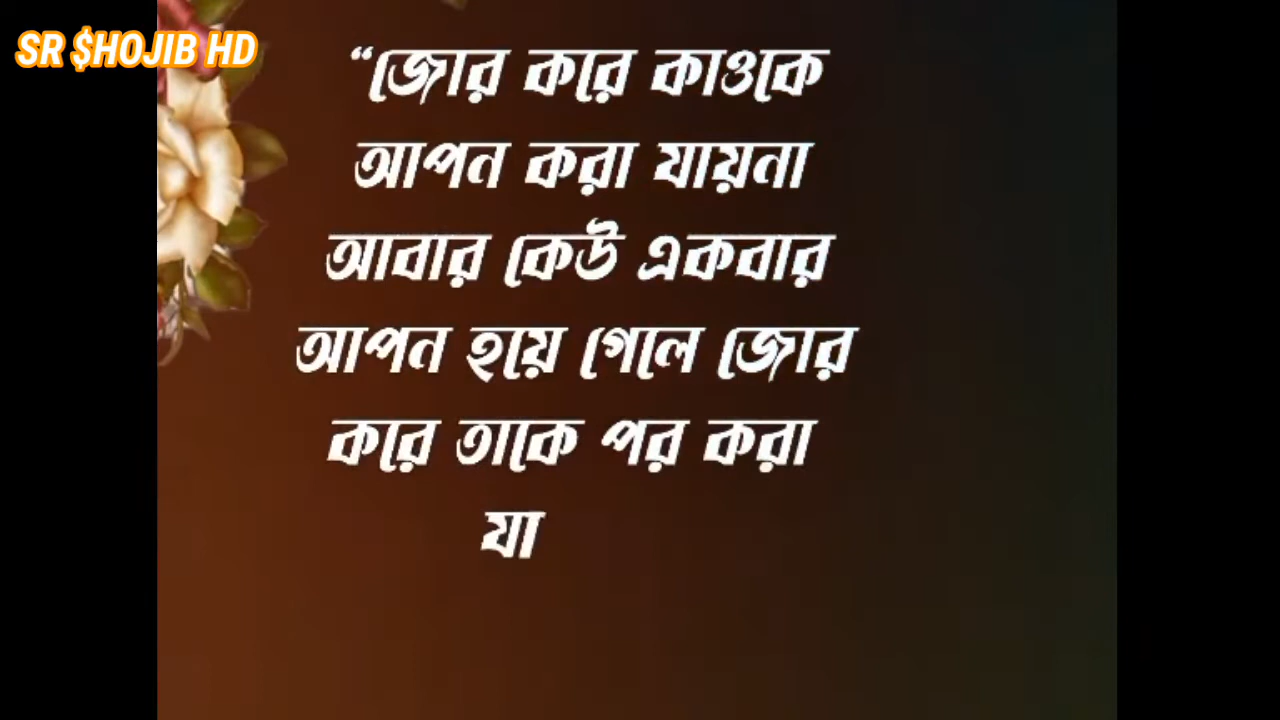 SR $HOJIB HD
“জোর করে কাওকে
আপন করা যায়না
আবার কেউ একবার
আপন হয়ে গেলে জোর
করে তাকে পর করা
যা